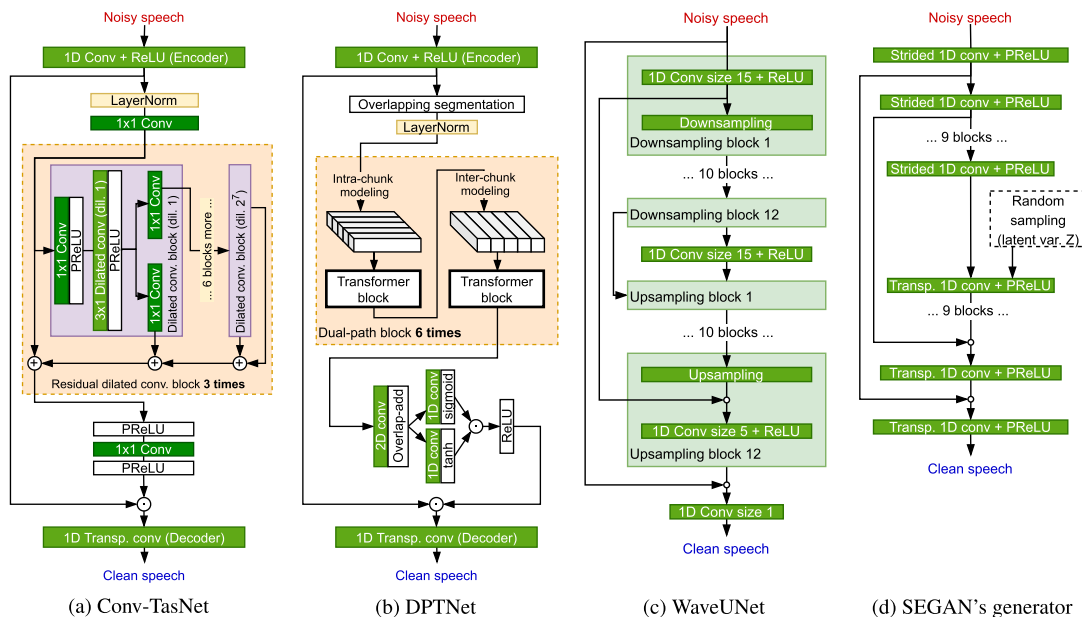 Noisy speech
1D Conv + ReLU (Encoder)
LayerNorm
1x1 Conv
1x1 Conv
PReLU
3x1 Dilated conv (dil. 1)
PReLU
1x1 Conv
1x1 Conv
Dilated conv. block (dil. 1)
... 6 blocks more ...
Dilated conv. block (dil. 2⁷)
+
+
+
Residual dilated conv. block 3 times
PReLU
1x1 Conv
PReLU
1D Transp. conv (Decoder)
Clean speech
(a) Conv-TasNet
Noisy speech
1D Conv + ReLU (Encoder)
Overlapping segmentation
LayerNorm
Intra-chunk
modeling
Inter-chunk
modeling
Transformer
block
Transformer
block
Dual-path block 6 times
2D conv
Overlap-add
1D conv
sigmoid
1D conv
tanh
ReLU
1D Transp. conv (Decoder)
Clean speech
(b) DPTNet
Noisy speech
1D Conv size 15 + ReLU
Downsampling
Downsampling block 1
... 10 blocks ...
Downsampling block 12
1D Conv size 15 + ReLU
Upsampling block 1
... 10 blocks ...
Upsampling
1D Conv size 5 + ReLU
Upsampling block 12
1D Conv size 1
Clean speech
(c) WaveUNet
Noisy speech
Strided 1D conv + PReLU
Strided 1D conv + PReLU
... 9 blocks ...
Strided 1D conv + PReLU
Random
sampling
(latent var. Z)
Transp. 1D conv + PReLU
... 9 blocks ...
Transp. 1D conv + PReLU
Transp. 1D conv + PReLU
Clean speech
(d) SEGAN's generator